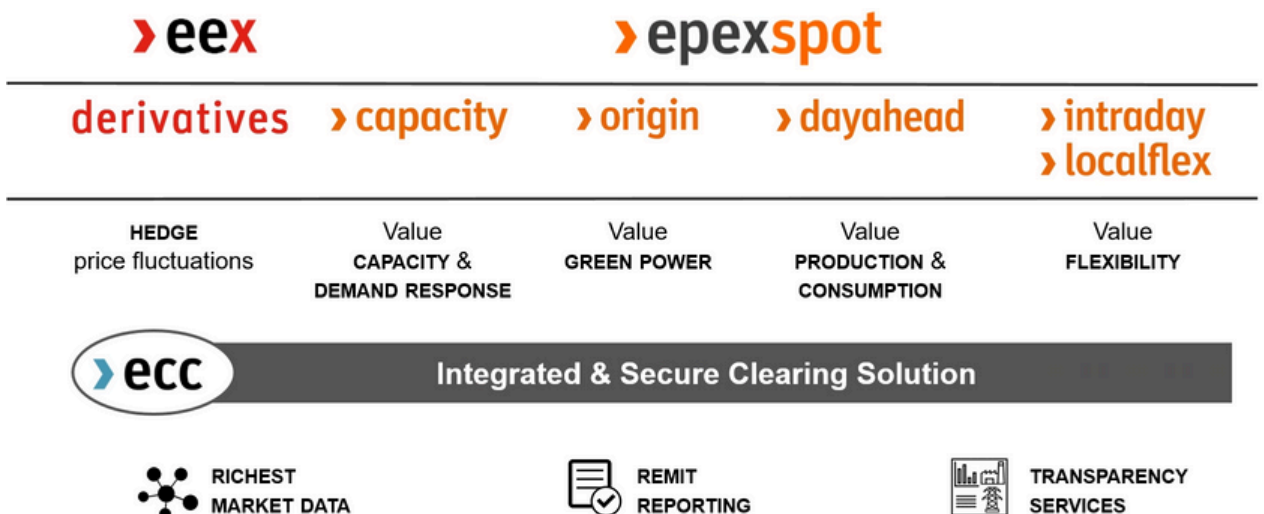 › eex
› epexspot
derivatives
› capacity
› origin
› dayahead
› intraday
› localflex
HEDGE
price fluctuations
Value
CAPACITY &
DEMAND RESPONSE
Value
GREEN POWER
Value
PRODUCTION &
CONSUMPTION
Value
FLEXIBILITY
› ecc
Integrated & Secure Clearing Solution
RICHEST
MARKET DATA
REMIT
REPORTING
TRANSPARENCY
SERVICES